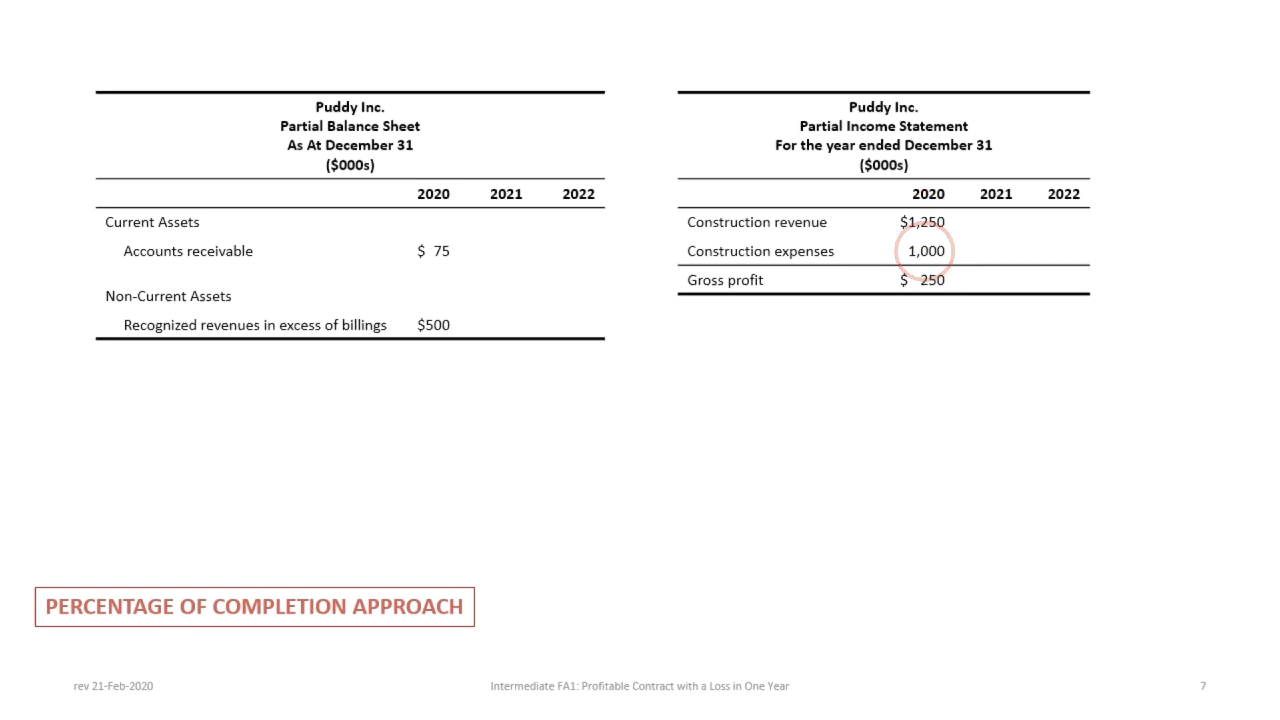 Puddy Inc.
Partial Balance Sheet
As At December 31
($000s)
2020 2021 2022
Current Assets
Accounts receivable $ 75
Non-Current Assets
Recognized revenues in excess of billings $500
Puddy Inc.
Partial Income Statement
For the year ended December 31
($000s)
2020 2021 2022
Construction revenue $1,250
Construction expenses 1,000
Gross profit $ 250
PERCENTAGE OF COMPLETION APPROACH
rev 21-Feb-2020 Intermediate FA1: Profitable Contract with a Loss in One Year 7